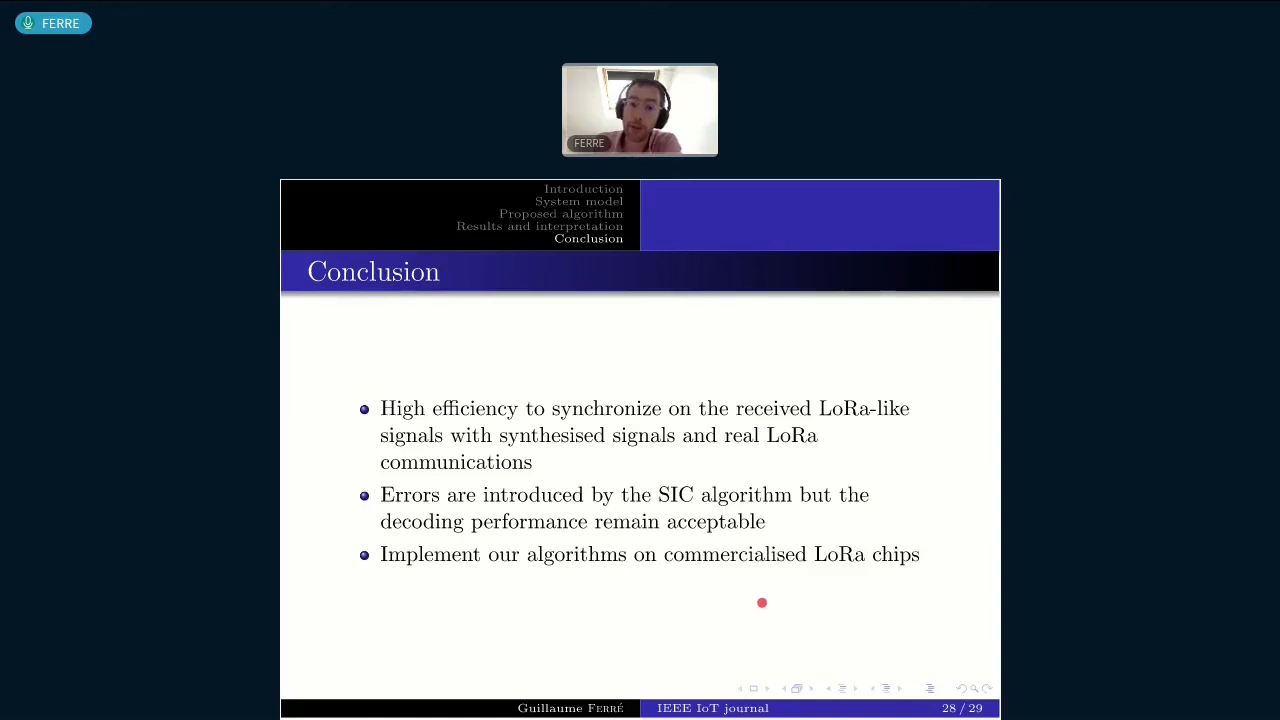 FERRE
FERRE
Introduction
System model
Proposed algorithm
Results and interpretation
Conclusion
Conclusion
High efficiency to synchronize on the received LoRa-like
signals with synthesised signals and real LoRa
communications
Errors are introduced by the SIC algorithm but the
decoding performance remain acceptable
Implement our algorithms on commercialised LoRa chips
Guillaume FERRÉ
IEEE IoT journal
28 / 29